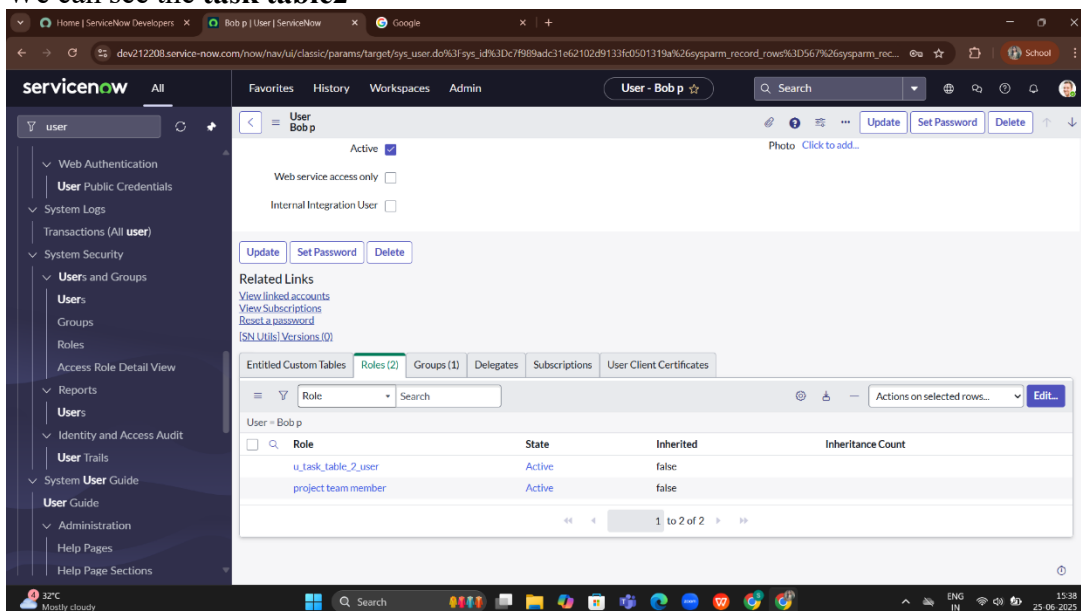 We can see the task table2
Home | ServiceNow Developers
Bob p | User | ServiceNow
Google
dev212208.service-now.com/now/nav/ui/classic/params/target/sys_user.do%3Fsys_id%3Dc7f989adc31e62102d9133fc0501319a%26sysparm_record_rows%3D567%26sysparm_rec...
School
servicenow All Favorites History Workspaces Admin User - Bob p Search
user
User
Bob p
Update Set Password Delete
Web Authentication
User Public Credentials
System Logs
Transactions (All user)
System Security
Users and Groups
Users
Groups
Roles
Access Role Detail View
Reports
Users
Identity and Access Audit
User Trails
System User Guide
User Guide
Administration
Help Pages
Help Page Sections
Active
Photo Click to add...
Web service access only
Internal Integration User
Update Set Password Delete
Related Links
View linked accounts
View Subscriptions
Reset a password
[SN Utils] Versions (0)
Entitled Custom Tables Roles (2) Groups (1) Delegates Subscriptions User Client Certificates
Role Search Actions on selected rows... Edit...
User = Bob p
Role State Inherited Inheritance Count
u_task_table_2_user Active false
project team member Active false
1 to 2 of 2
4
32°C
Mostly cloudy
Search
ENG
IN
15:38
25-06-2025